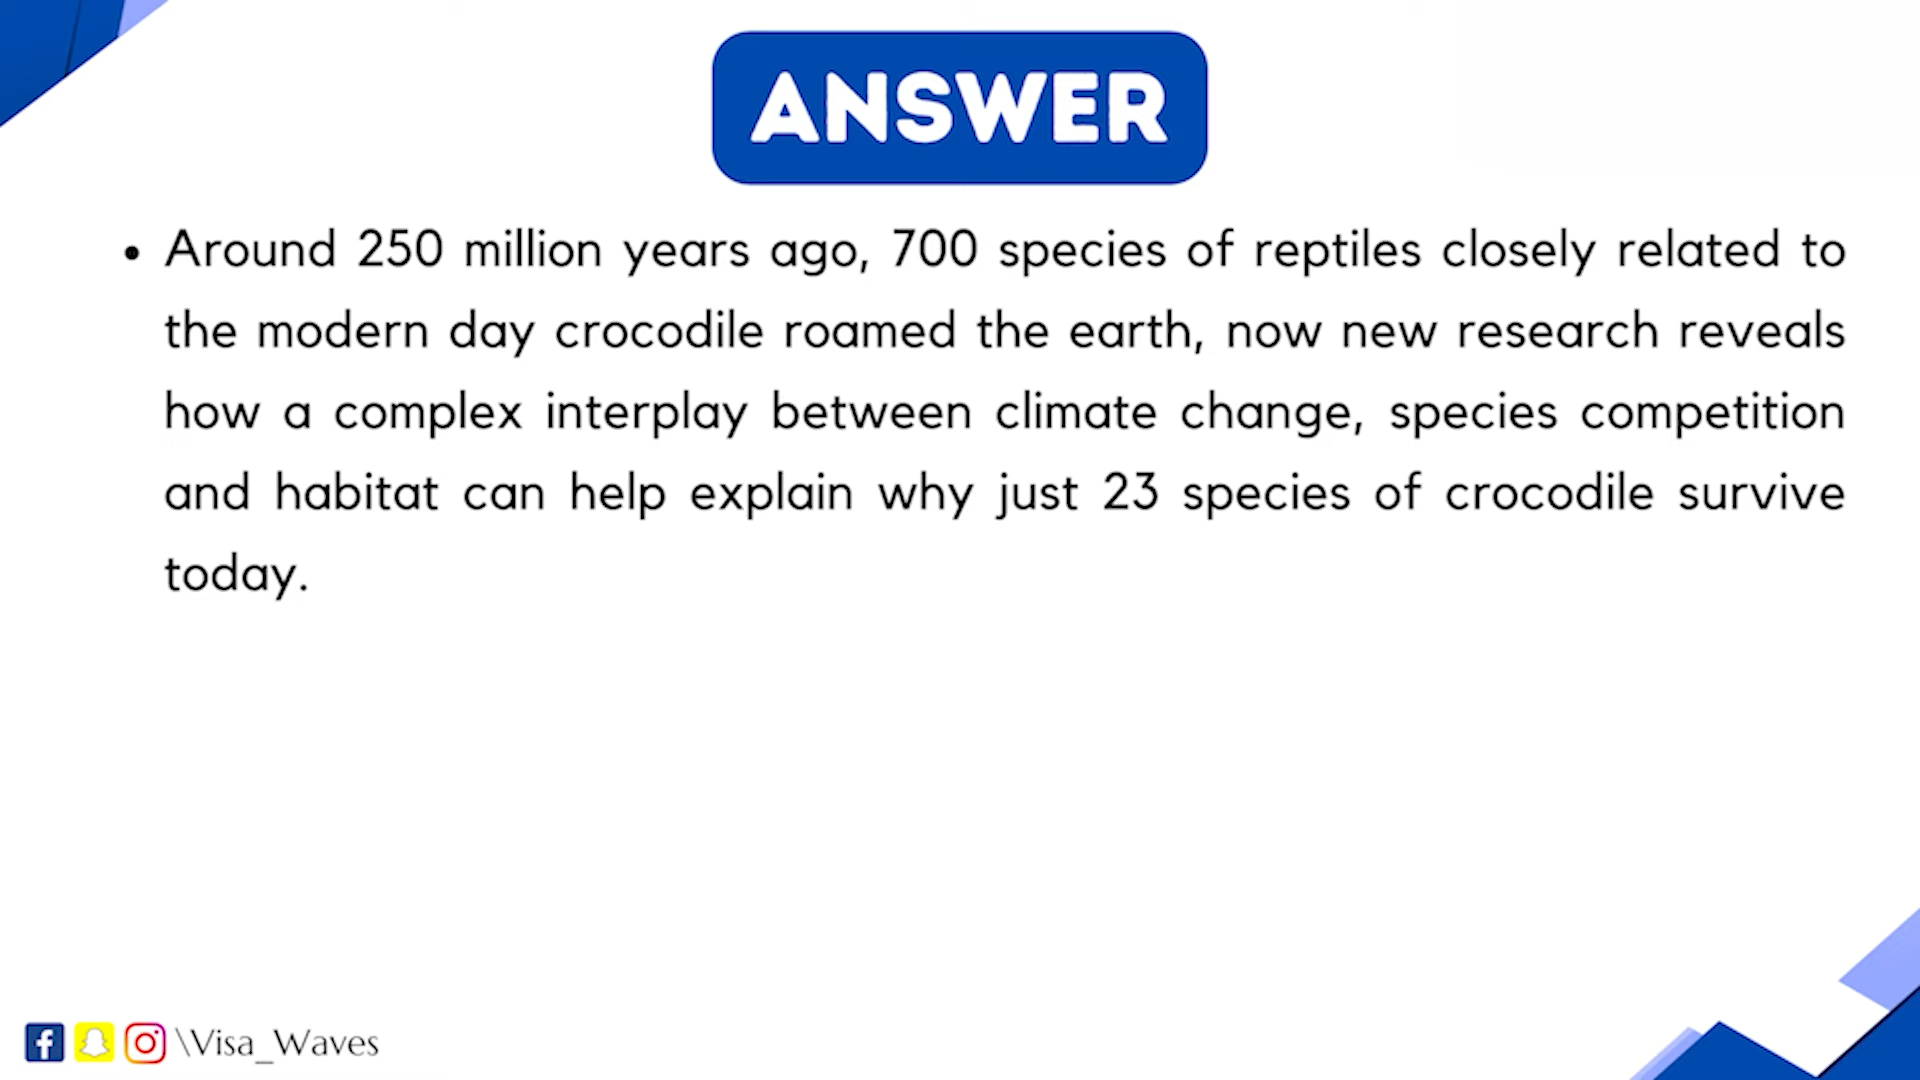 ANSWER
• Around 250 million years ago, 700 species of reptiles closely related to
the modern day crocodile roamed the earth, now new research reveals
how a complex interplay between climate change, species competition
and habitat can help explain why just 23 species of crocodile survive
today.
\Visa_Waves